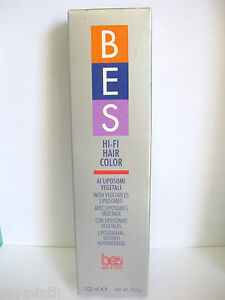 B
E
S
HI-FI
HAIR
COLOR
AI LIPOSOMI
VEGETALI
WITH VEGETABLES
LIPOSOMES
AVEC LIPOSOMES
VEGETAUX
CON LIPOSOMAS
VEGETALES
bes
100 ml e
myminth